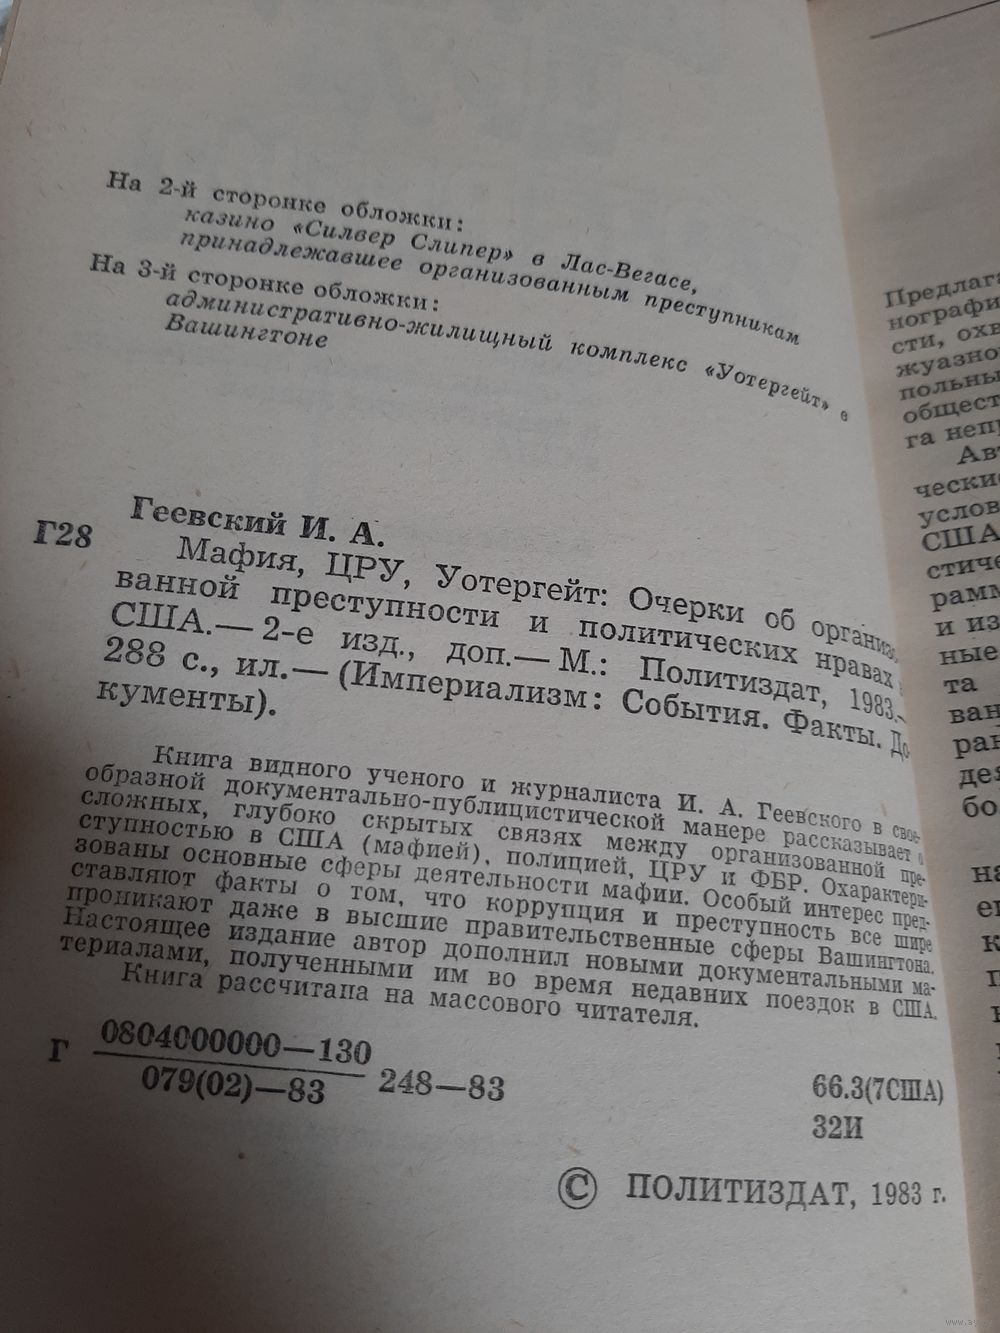 На 2-й сторонке обложки:
казино «Силвер Слипер» в Лас-Вегасе,
принадлежавшее организованным преступникам
На 3-й сторонке обложки:
административно-жилищный комплекс «Уотергейт» в
Вашингтоне
Геевский И. А.
Г28
Мафия, ЦРУ, Уотергейт: Очерки об организо-
ванной преступности и политических нравах в
США.— 2-е изд., доп.— М.: Политиздат, 1983.—
288 с., ил.— (Империализм: События. Факты. До-
кументы).
Книга видного ученого и журналиста И. А. Геевского в свое-
образной документально-публицистической манере рассказывает о
сложных, глубоко скрытых связях между организованной пре-
ступностью в США (мафией), полицией, ЦРУ и ФБР. Охарактери-
зованы основные сферы деятельности мафии. Особый интерес пред-
ставляют факты о том, что коррупция и преступность все шире
проникают даже в высшие правительственные сферы Вашингтона.
Настоящее издание автор дополнил новыми документальными ма-
териалами, полученными им во время недавних поездок в США.
Книга рассчитана на массового читателя.
Г 0804000000—130
079(02)—83 248—83
66.3(7США)
32И
© ПОЛИТИЗДАТ, 1983 г.
Предлага
нографи
сти, охв
жуазно
польны
общест
га непр
Ав
чески
услов
США
стиче
рамм
и из
ные
та
ван
ран
дея
бо
на